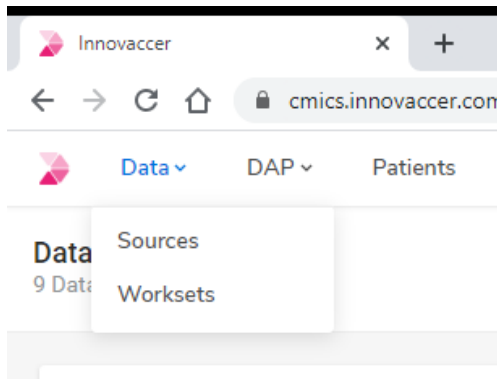 Innovaccer
cmics.innovaccer.com
Data DAP Patients
Sources
Data
9 Data
Worksets